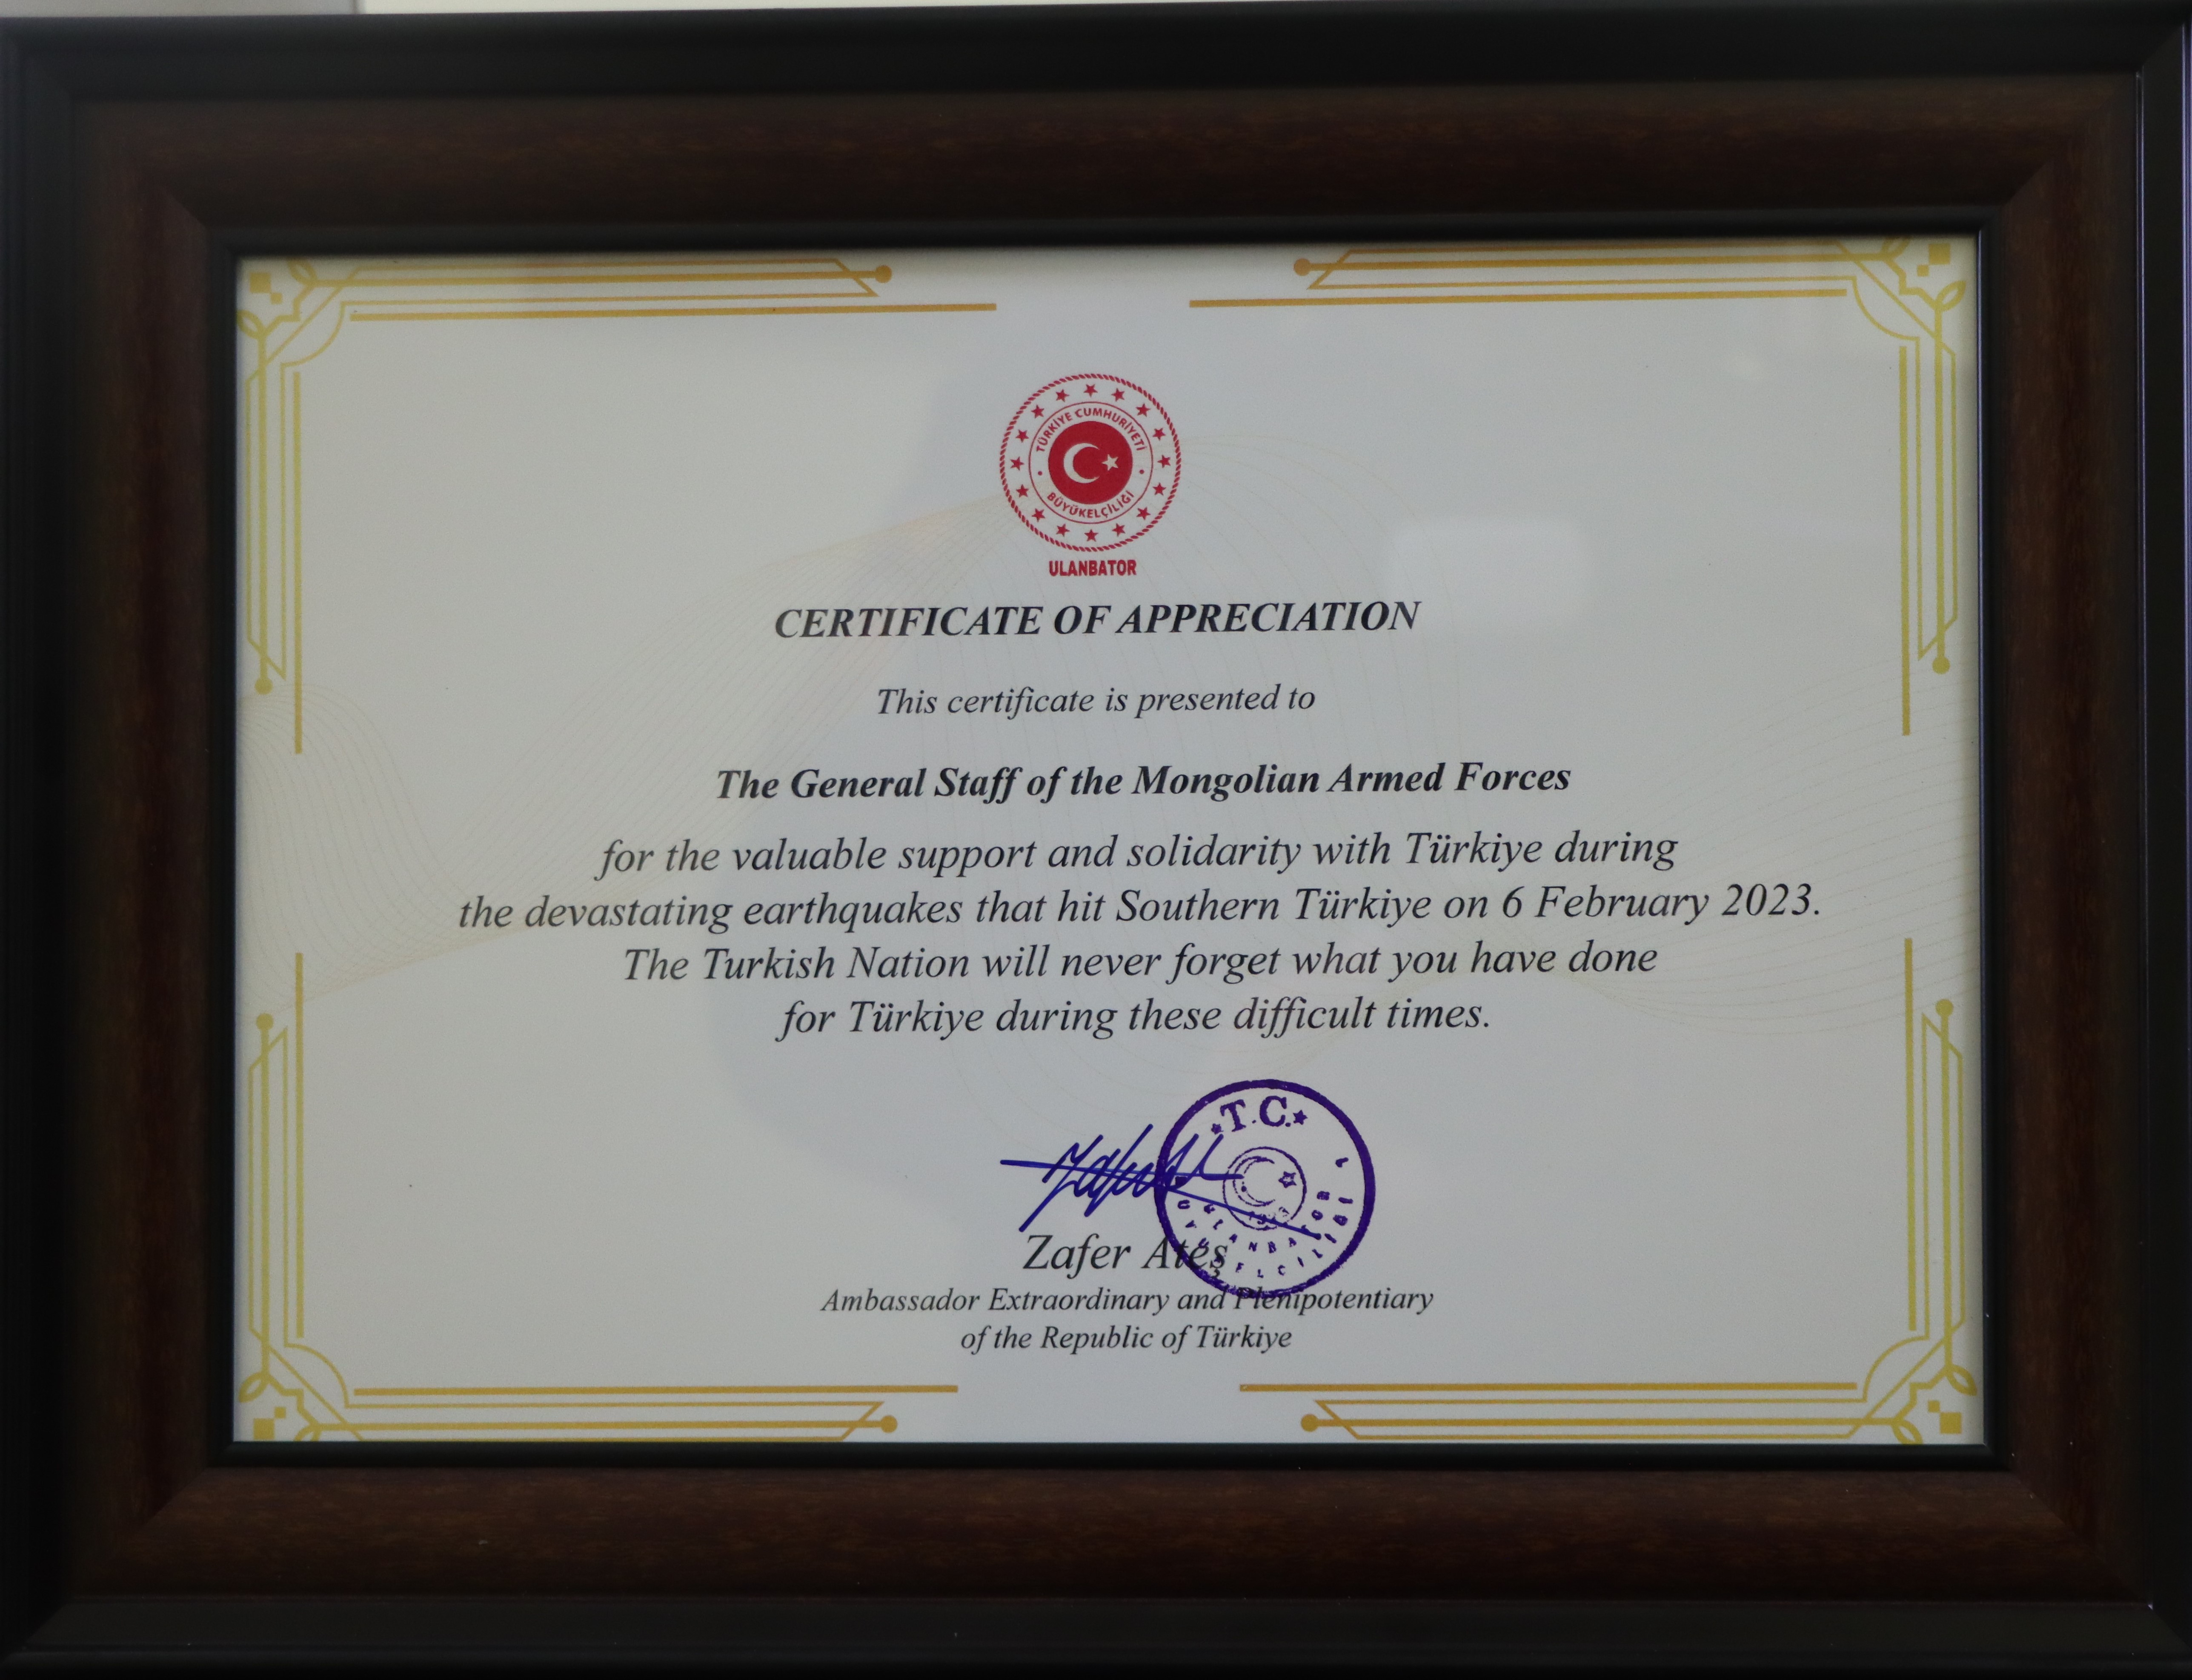 TÜRKİYE CUMHURİYETİ
BÜYÜKELÇİLİĞİ
ULANBATOR
CERTIFICATE OF APPRECIATION
This certificate is presented to
The General Staff of the Mongolian Armed Forces
for the valuable support and solidarity with Türkiye during
the devastating earthquakes that hit Southern Türkiye on 6 February 2023.
The Turkish Nation will never forget what you have done
for Türkiye during these difficult times.
T.C.
Zafer Ateş
Ambassador Extraordinary and Plenipotentiary
of the Republic of Türkiye